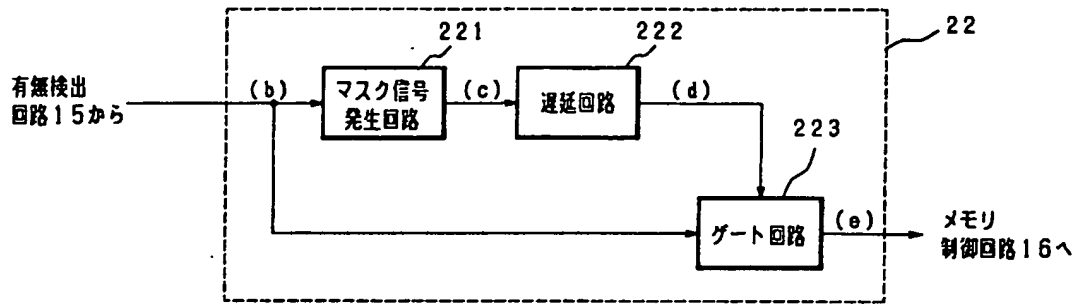 221
222
22
有無検出
回路15から
(b)
マスク信号
発生回路
(c)
遅延回路
(d)
223
ゲート回路
(e)
メモリ
制御回路16へ